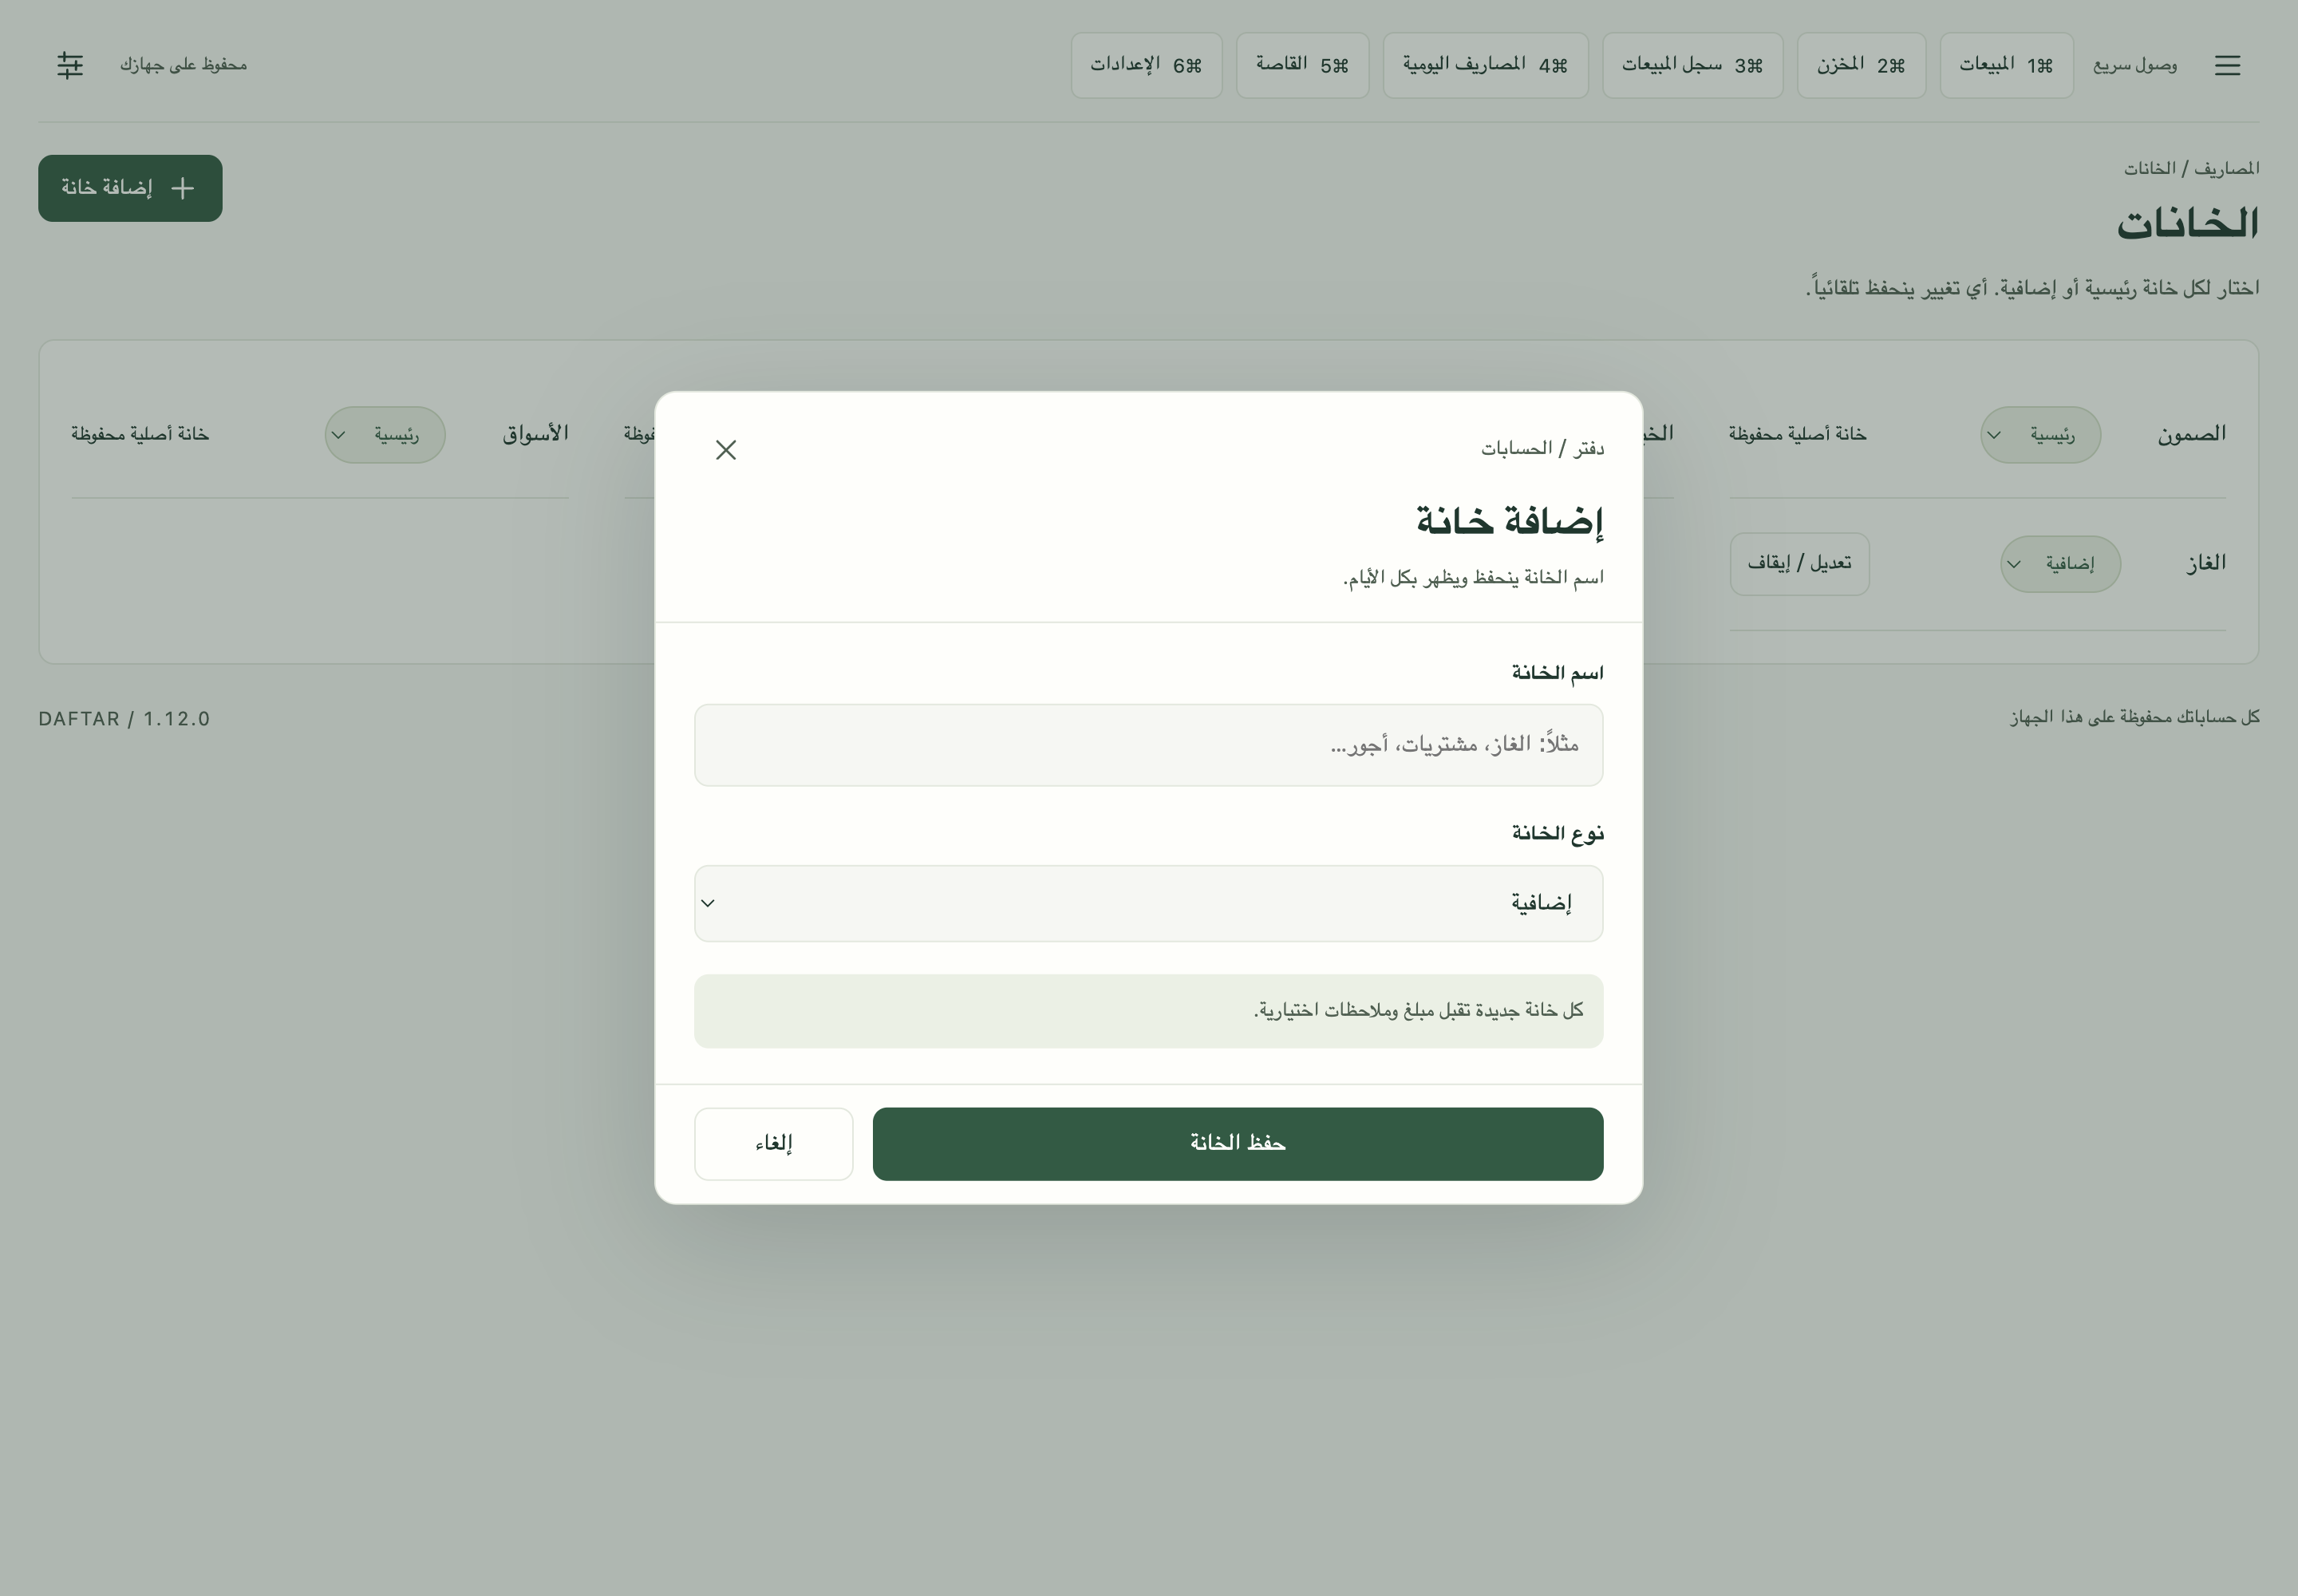 وصول سريع
⌘1 المبيعات
⌘2 المخزن
⌘3 سجل المبيعات
⌘4 المصاريف اليومية
⌘5 القاصة
⌘6 الإعدادات
محفوظ على جهازك
المصاريف / الخانات
الخانات
اختار لكل خانة رئيسية أو إضافية. أي تغيير ينحفظ تلقائياً.
إضافة خانة
الصمون
رئيسية
خانة أصلية محفوظة
الأسواق
رئيسية
خانة أصلية محفوظة
الغاز
إضافية
تعديل / إيقاف
دفتر / الحسابات
إضافة خانة
اسم الخانة ينحفظ ويظهر بكل الأيام.
اسم الخانة
مثلاً: الغاز، مشتريات، أجور...
نوع الخانة
إضافية
كل خانة جديدة تقبل مبلغ وملاحظات اختيارية.
حفظ الخانة
إلغاء
كل حساباتك محفوظة على هذا الجهاز
DAFTAR / 1.12.0